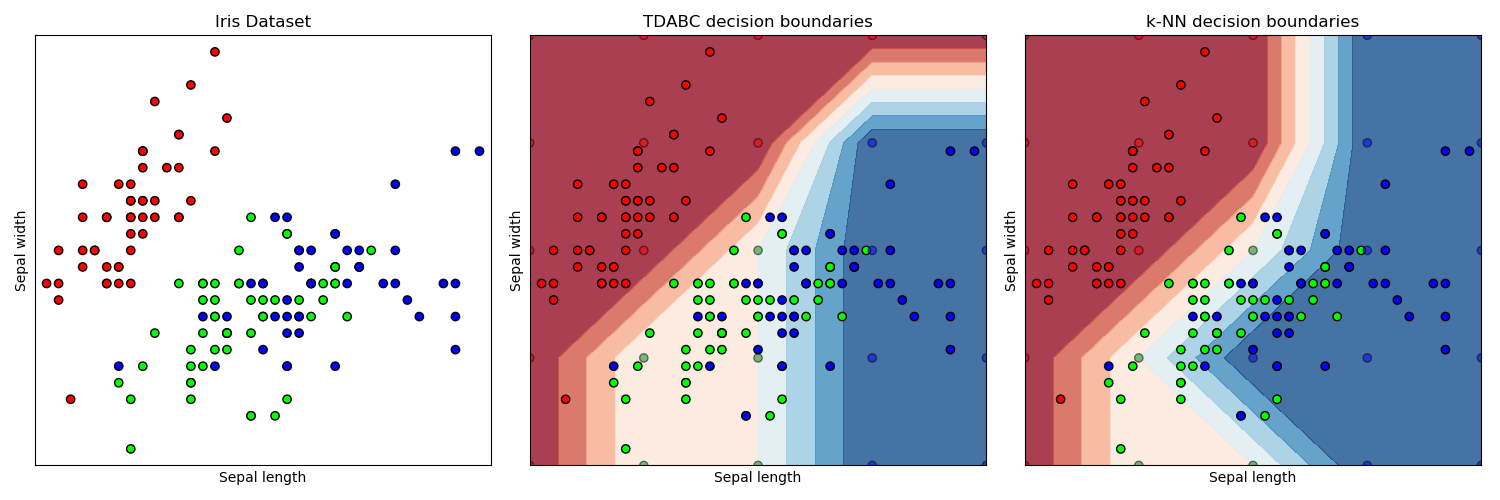 Iris Dataset
Sepal width
Sepal length
TDABC decision boundaries
Sepal width
Sepal length
k-NN decision boundaries
Sepal width
Sepal length